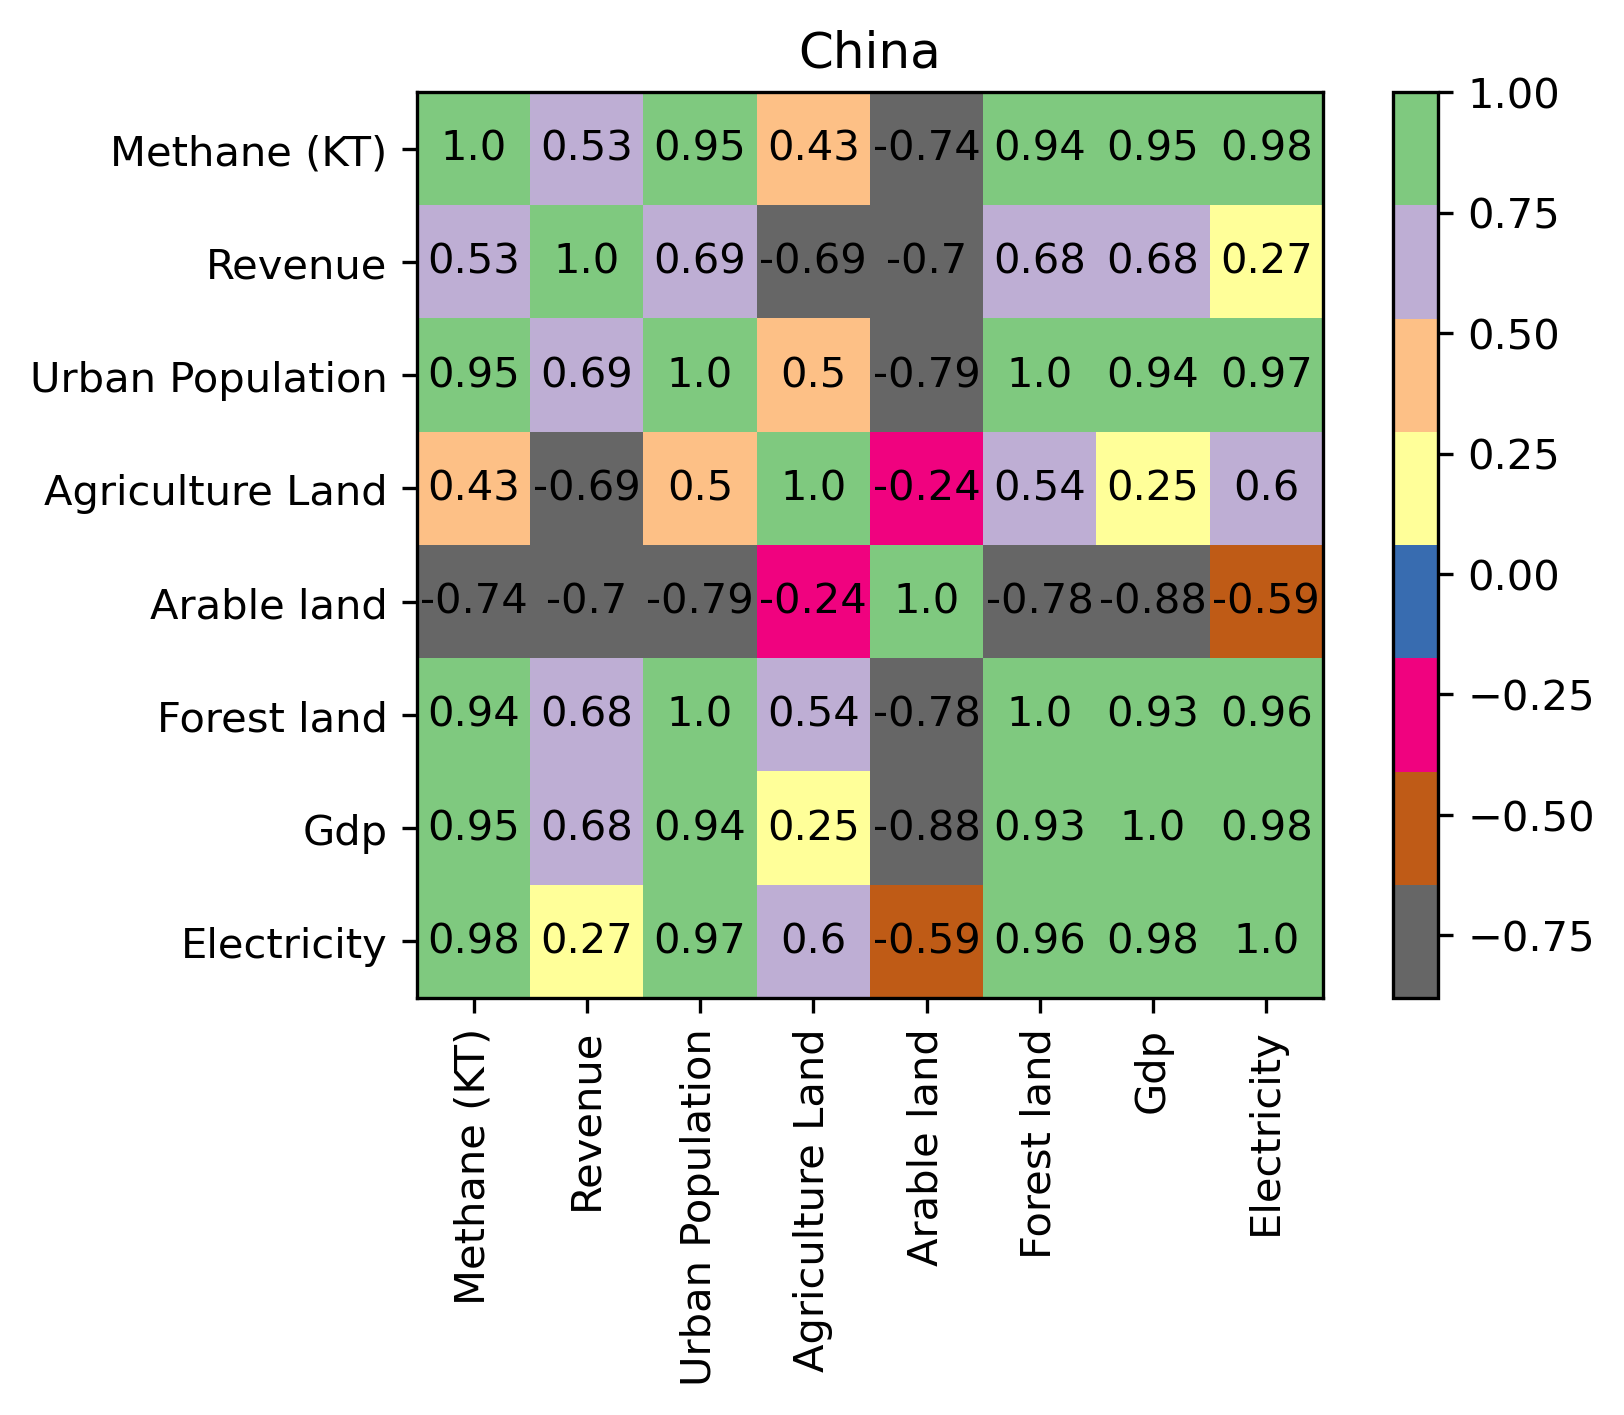 China
Methane (KT) 1.0 0.53 0.95 0.43 -0.74 0.94 0.95 0.98
Revenue 0.53 1.0 0.69 -0.69 -0.7 0.68 0.68 0.27
Urban Population 0.95 0.69 1.0 0.5 -0.79 1.0 0.94 0.97
Agriculture Land 0.43 -0.69 0.5 1.0 -0.24 0.54 0.25 0.6
Arable land -0.74 -0.7 -0.79 -0.24 1.0 -0.78 -0.88 -0.59
Forest land 0.94 0.68 1.0 0.54 -0.78 1.0 0.93 0.96
Gdp 0.95 0.68 0.94 0.25 -0.88 0.93 1.0 0.98
Electricity 0.98 0.27 0.97 0.6 -0.59 0.96 0.98 1.0
Methane (KT)
Revenue
Urban Population
Agriculture Land
Arable land
Forest land
Gdp
Electricity
1.00
0.75
0.50
0.25
0.00
−0.25
−0.50
−0.75